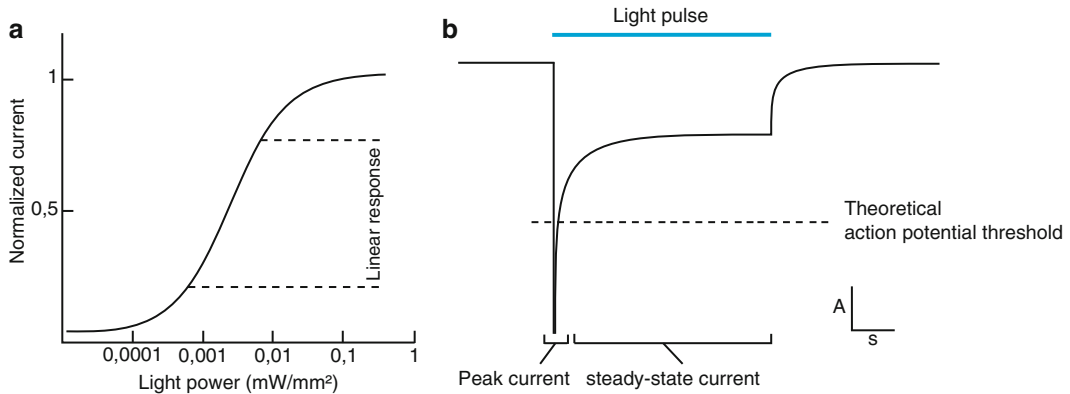 a
Normalized current
1
0,5
Linear response
0,0001
0,001
0,01
0,1
1
Light power (mW/mm²)
b
Light pulse
Theoretical
action potential threshold
A
s
Peak current
steady-state current